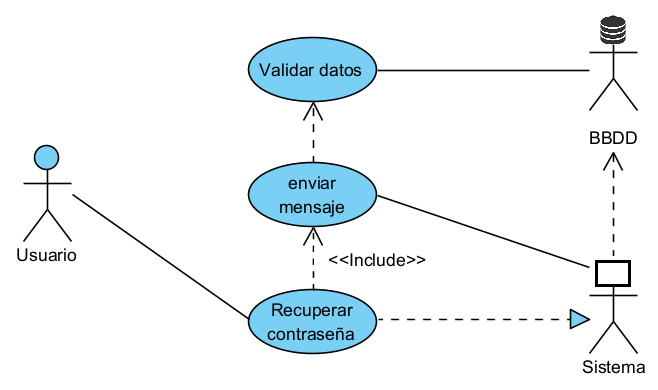 Validar datos
BBDD
enviar
mensaje
Usuario
<<Include>>
Recuperar
contraseña
Sistema